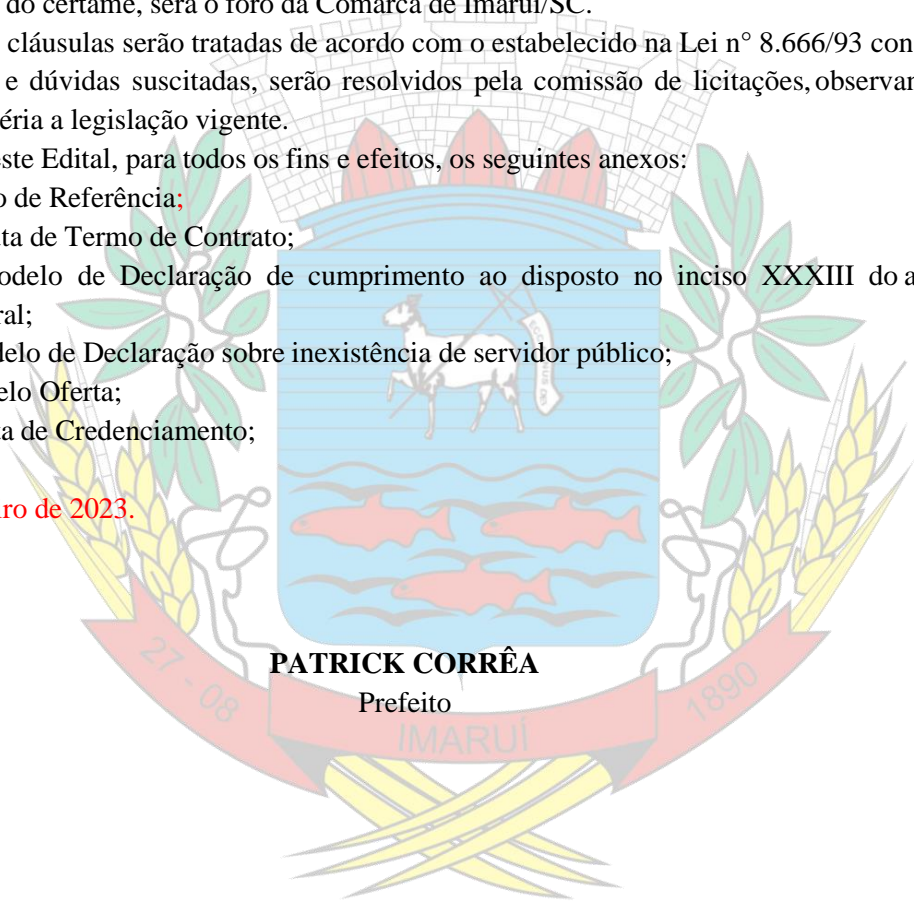 do certame, será o foro da Comarca de Imaruí/SC.
cláusulas serão tratadas de acordo com o estabelecido na Lei n° 8.666/93 con
e dúvidas suscitadas, serão resolvidos pela comissão de licitações, observan
éria a legislação vigente.
este Edital, para todos os fins e efeitos, os seguintes anexos:
o de Referência;
uta de Termo de Contrato;
odelo de Declaração de cumprimento ao disposto no inciso XXXIII do a
ral;
delo de Declaração sobre inexistência de servidor público;
elo Oferta;
ta de Credenciamento;
iro de 2023.
PATRICK CORRÊA
Prefeito
27 - 08
IMARUÍ
1890